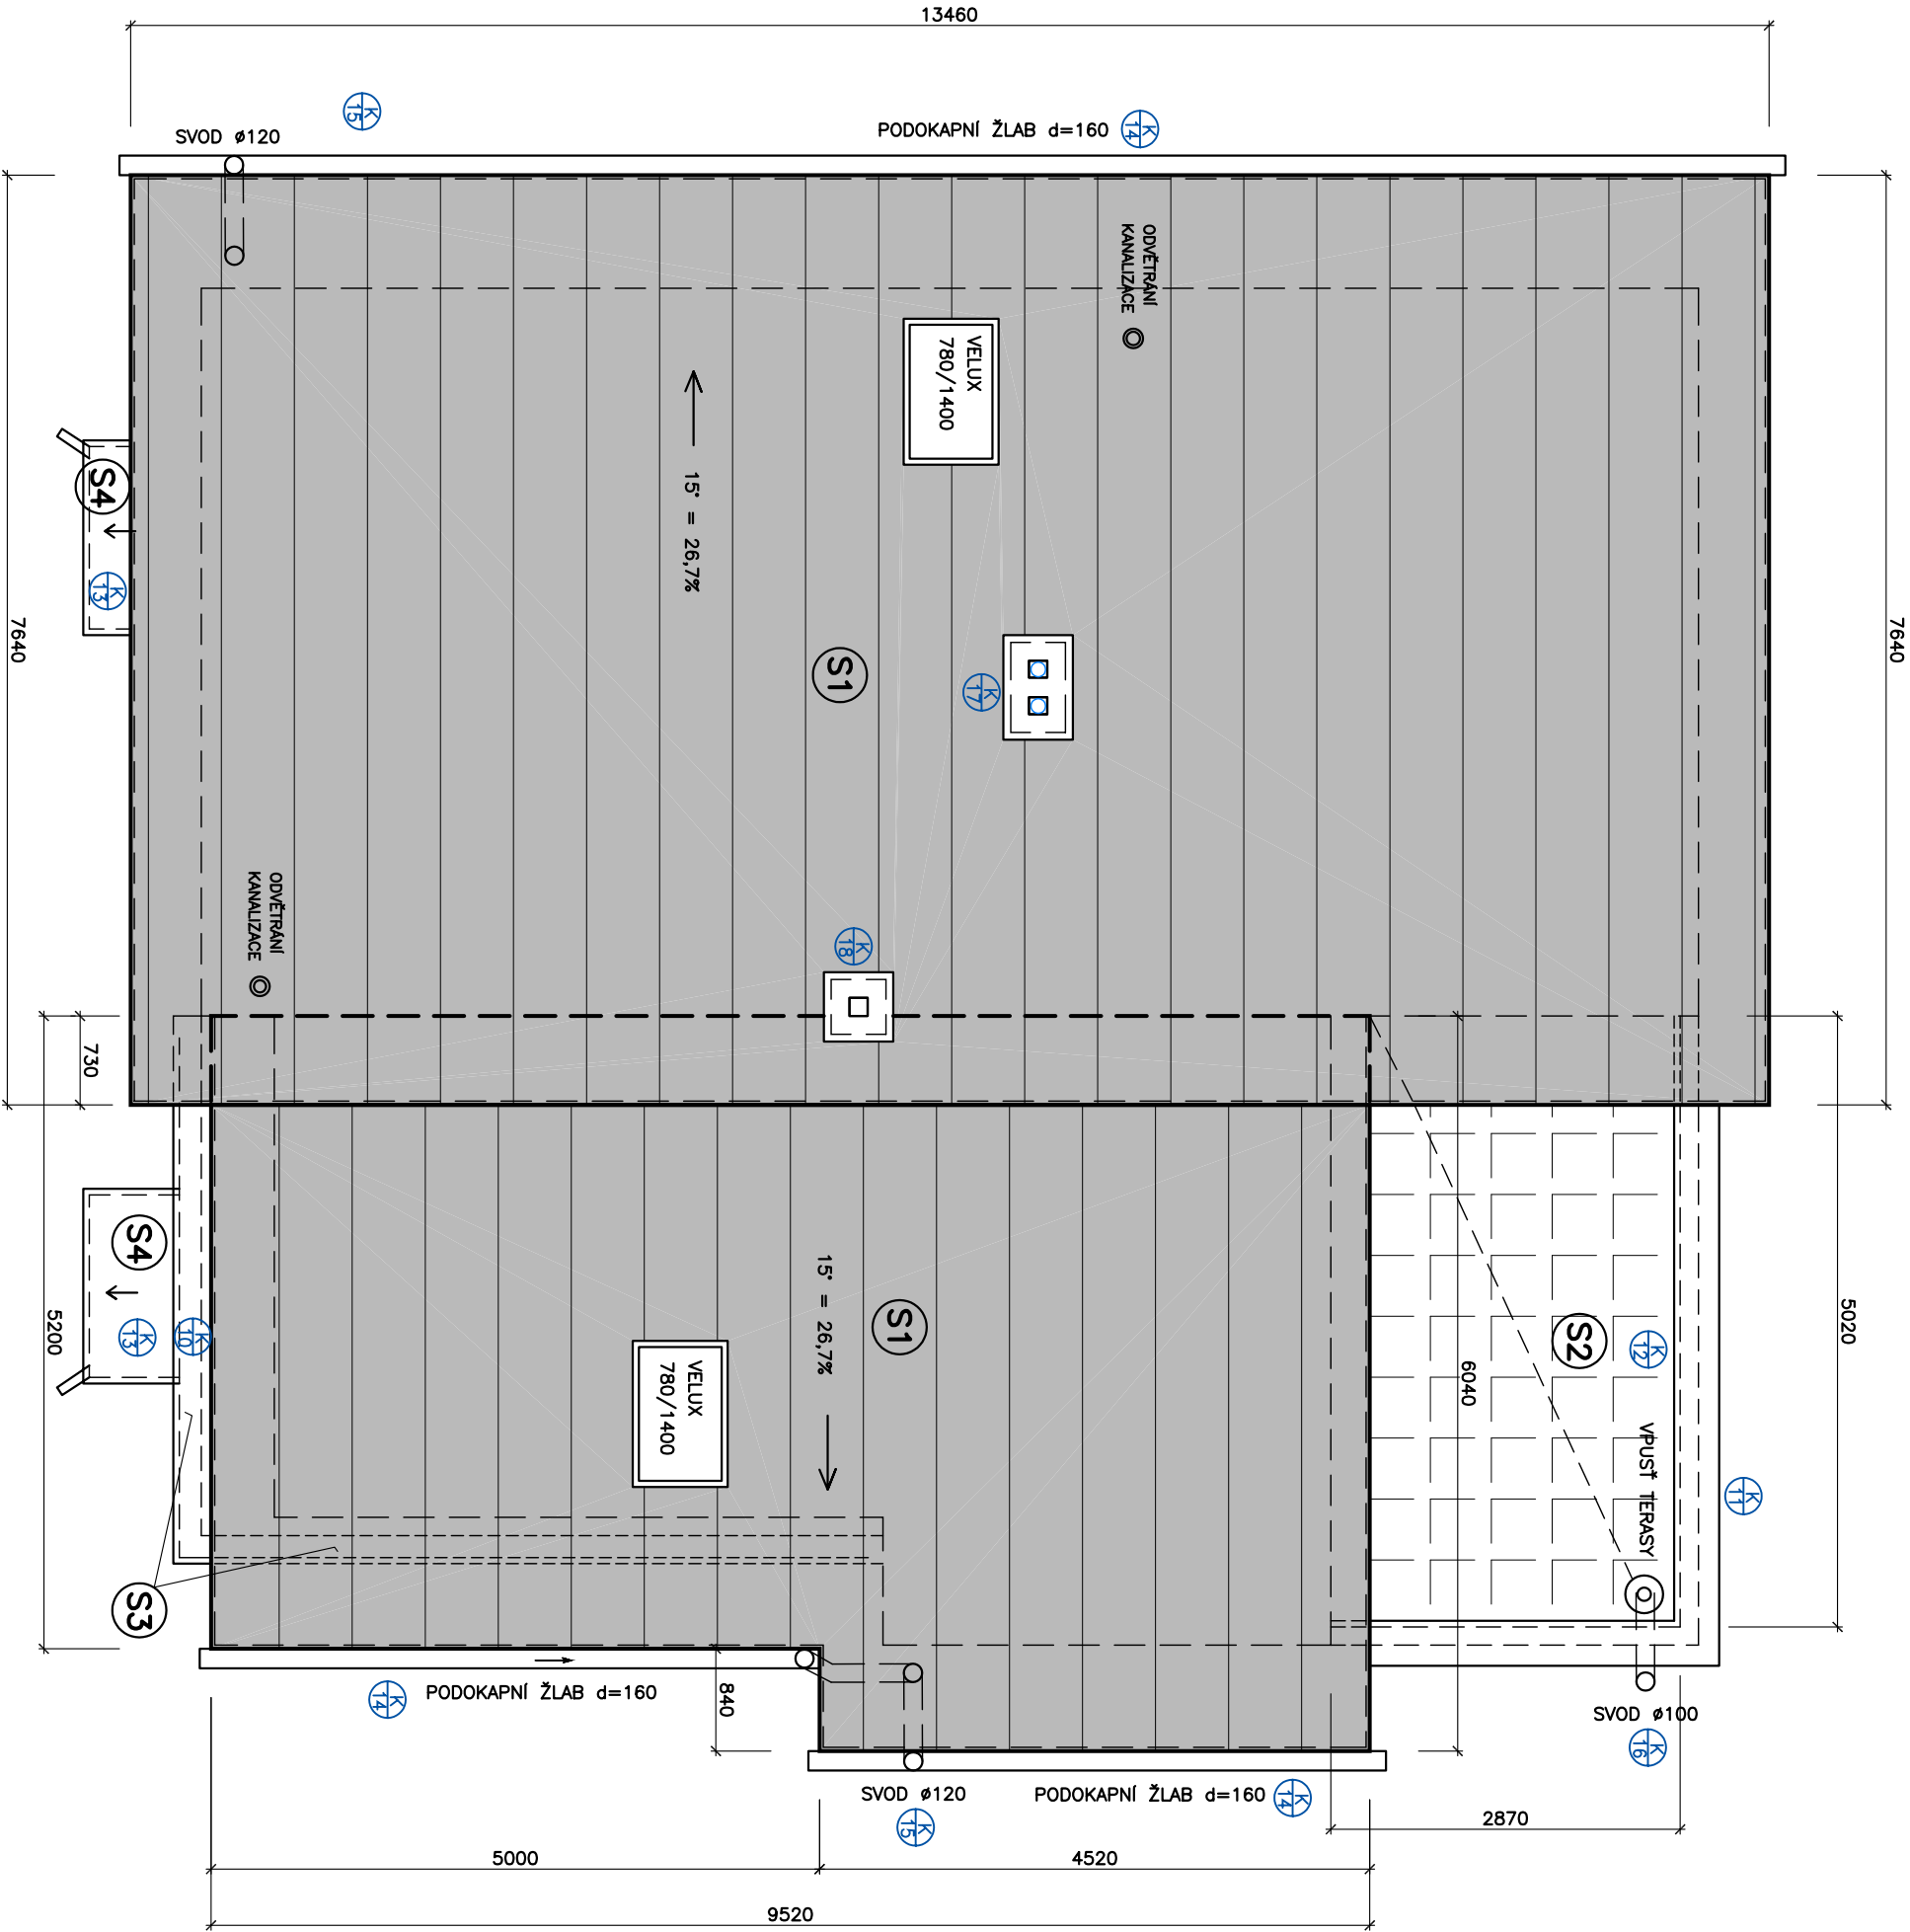 13460
K
15
SVOD ø120
PODOKAPNÍ ŽLAB d=160
K
14
ODVĚTRÁNÍ
KANALIZACE
VELUX
780/1400
15° = 26,7%
S4
K
13
7640
7640
S1
K
17
K
18
ODVĚTRÁNÍ
KANALIZACE
730
5200
S4
K
13
K
10
S3
15° = 26,7%
S1
VELUX
780/1400
6040
5020
S2
K
12
VPUSŤ TERASY
K
11
K
14
PODOKAPNÍ ŽLAB d=160
840
SVOD ø100
K
16
SVOD ø120
K
15
PODOKAPNÍ ŽLAB d=160
K
14
2870
5000
4520
9520